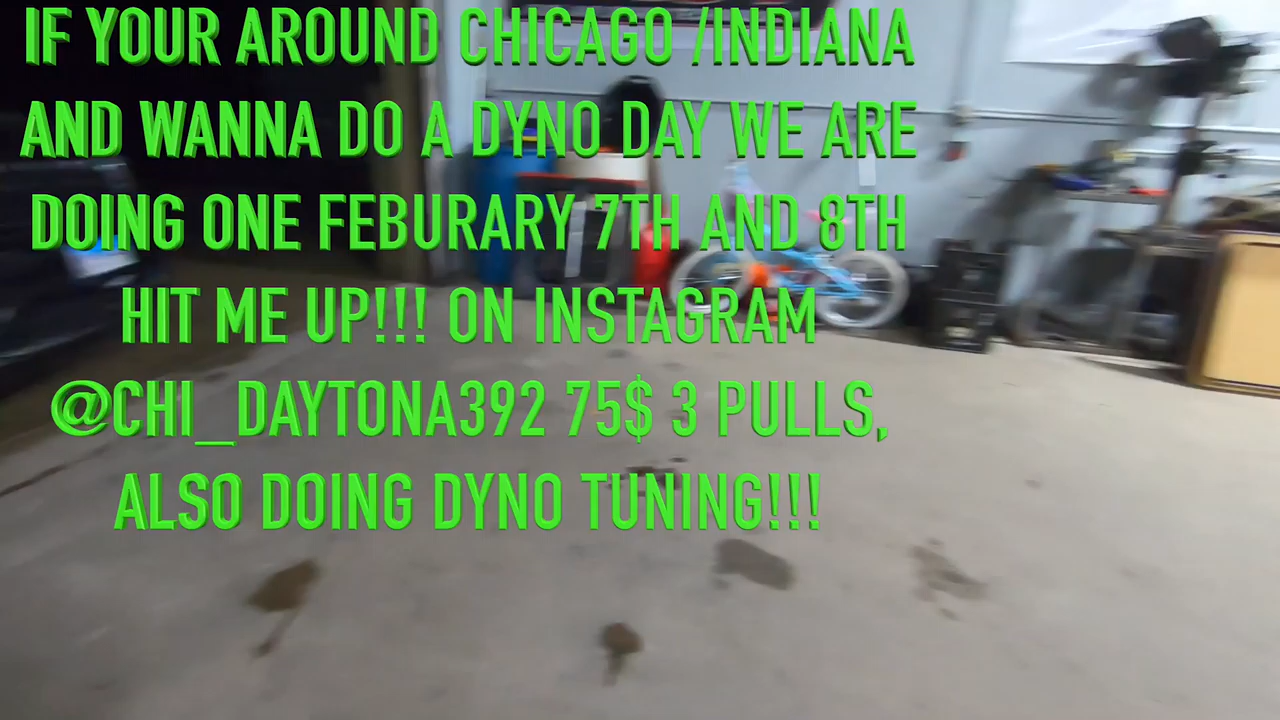 IF YOUR AROUND CHICAGO /INDIANA
AND WANNA DO A DYNO DAY WE ARE
DOING ONE FEBURARY 7TH AND 8TH
HIT ME UP!!! ON INSTAGRAM
@CHI_DAYTONA392 75$ 3 PULLS,
ALSO DOING DYNO TUNING!!!